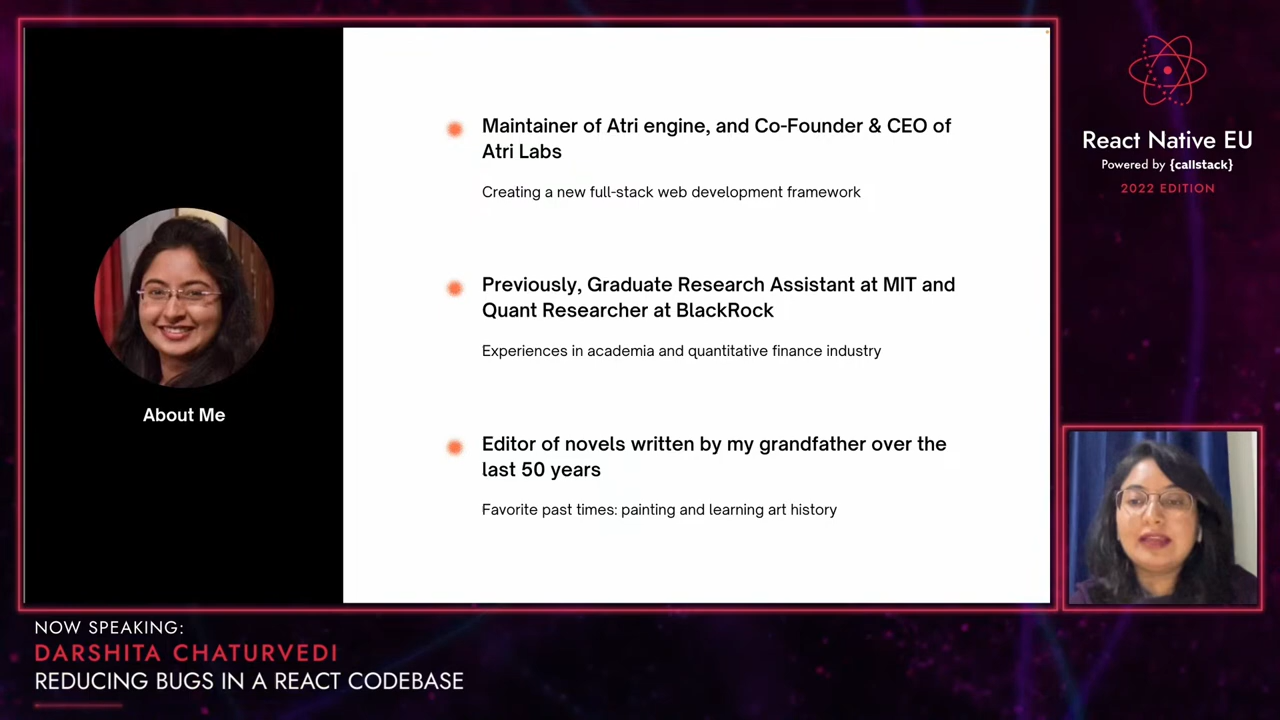 Maintainer of Atri engine, and Co-Founder & CEO of
Atri Labs
Creating a new full-stack web development framework
Previously, Graduate Research Assistant at MIT and
Quant Researcher at BlackRock
Experiences in academia and quantitative finance industry
About Me
Editor of novels written by my grandfather over the
last 50 years
Favorite past times: painting and learning art history
React Native EU
Powered by {callstack}
2022 EDITION
NOW SPEAKING:
DARSHITA CHATURVEDI
REDUCING BUGS IN A REACT CODEBASE